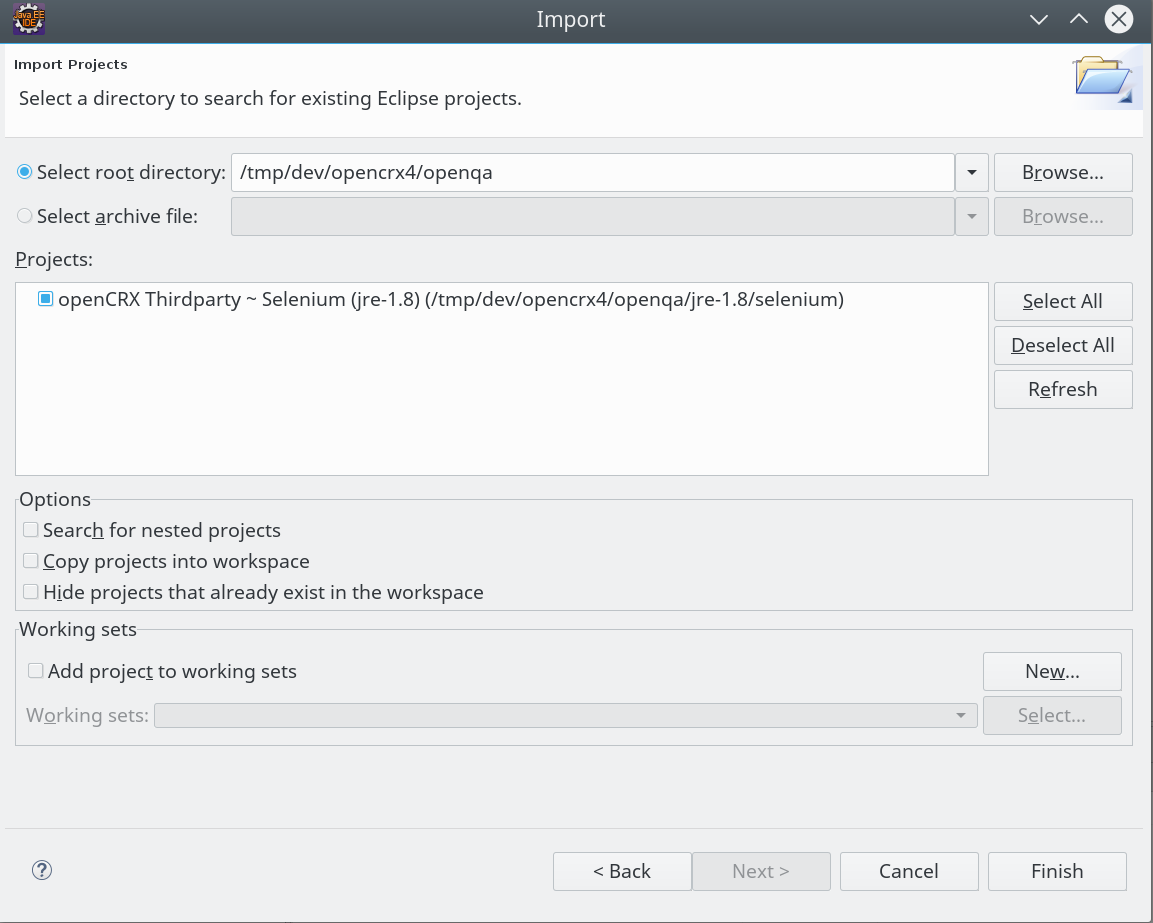 Java EE
IDE
Import
Import Projects
Select a directory to search for existing Eclipse projects.
Select root directory: /tmp/dev/opencrx4/openqa Browse...
Select archive file: Browse...
Projects:
openCRX Thirdparty ~ Selenium (jre-1.8) (/tmp/dev/opencrx4/openqa/jre-1.8/selenium)
Select All
Deselect All
Refresh
Options
Search for nested projects
Copy projects into workspace
Hide projects that already exist in the workspace
Working sets
Add project to working sets New...
Working sets: Select...
? < Back Next > Cancel Finish